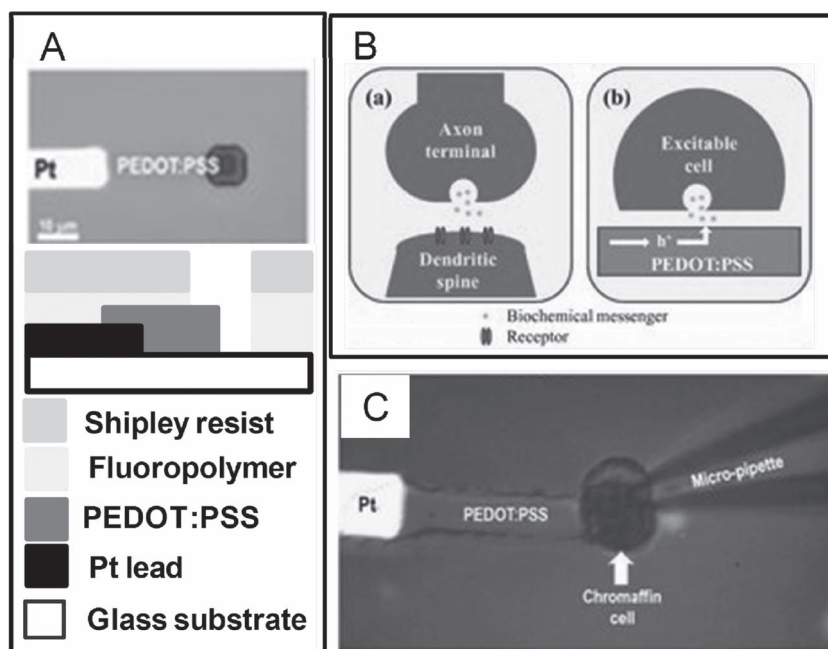 A
Pt
PEDOT:PSS
10 μm
Shipley resist
Fluoropolymer
PEDOT:PSS
Pt lead
Glass substrate
B
(a)
Axon
terminal
Dendritic
spine
(b)
Excitable
cell
h⁺
PEDOT:PSS
Biochemical messenger
Receptor
C
Pt
PEDOT:PSS
Micro-pipette
Chromaffin
cell